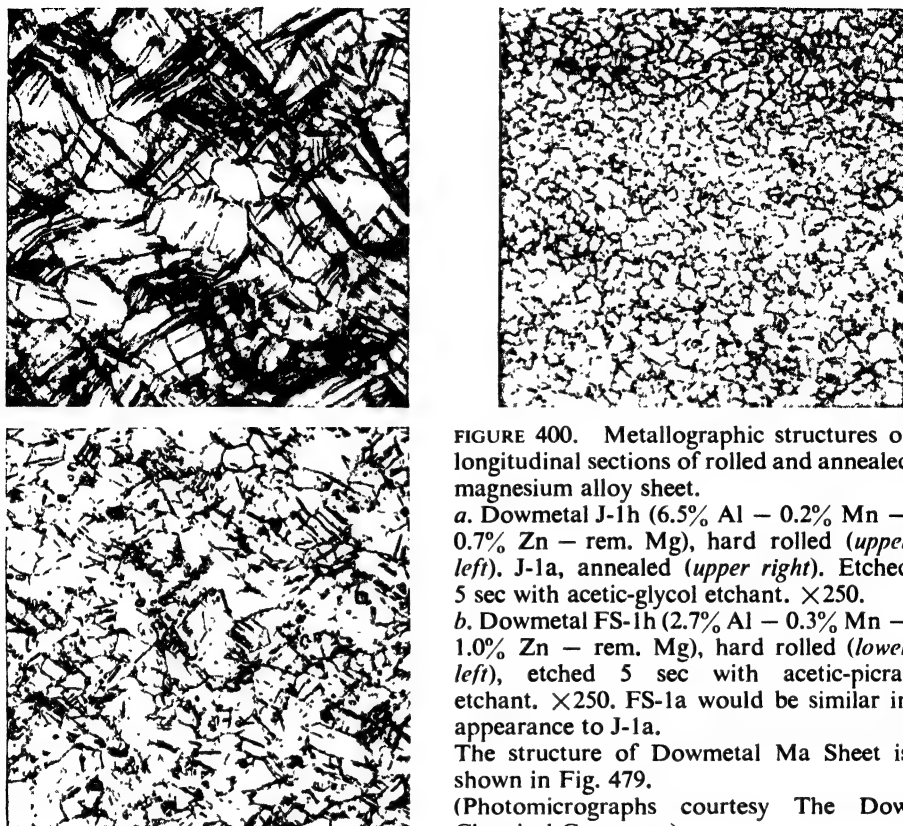 FIGURE 400. Metallographic structures o
longitudinal sections of rolled and annealed
magnesium alloy sheet.
a. Dowmetal J-1h (6.5% Al — 0.2% Mn —
0.7% Zn — rem. Mg), hard rolled (upper
left). J-1a, annealed (upper right). Etched
5 sec with acetic-glycol etchant. ×250.
b. Dowmetal FS-1h (2.7% Al — 0.3% Mn —
1.0% Zn — rem. Mg), hard rolled (lower
left), etched 5 sec with acetic-picra
etchant. ×250. FS-1a would be similar in
appearance to J-1a.
The structure of Dowmetal Ma Sheet is
shown in Fig. 479.
(Photomicrographs courtesy The Dow